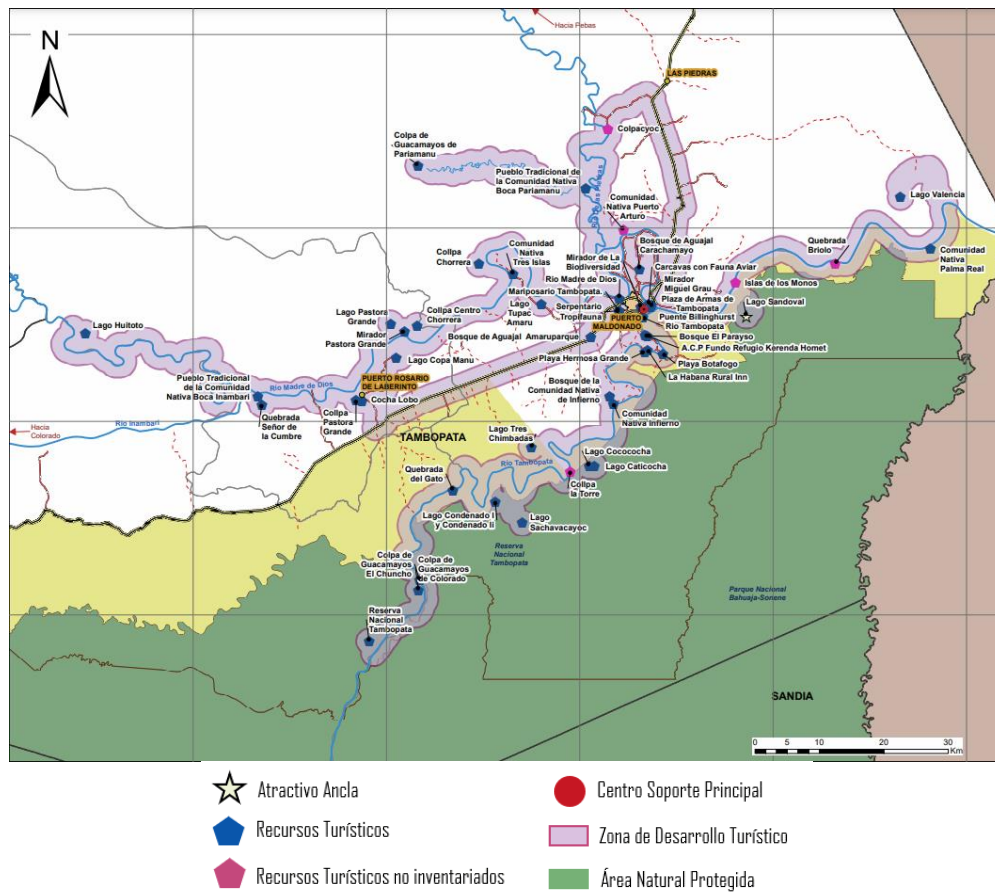 N
Hacia Pebas
LAS PIEDRAS
Colpacyoc
Colpa de
Guacamayos de
Pariamanu
Pueblo Tradicional de
la Comunidad Nativa
Boca Pariamanu
Lago Valencia
Comunidad
Nativa Puerto
Arturo
Bosque de Aguajal
Carachamayo
Quebrada
Briolo
Comunidad
Nativa
Palma Real
Collpa
Chorrera
Comunidad
Nativa
Tres Islas
Mirador de La
Biodiversidad
Río Madre de Dios
Carcavas con Fauna Aviar
Mirador
Miguel Grau
Islas de los Monos
Mariposario Tambopata.
Plaza de Armas de
Tambopata
Lago Sandoval
Lago
Tupac
Amaru
Serpentario
Tropifauna
PUERTO
MALDONADO
Puente Billinghurst
Río Tambopata
Lago Huitoto
Lago Pastora
Grande
Collpa Centro
Chorrera
Mirador
Pastora Grande
Bosque de Aguajal Amaruparque
Bosque El Parayso
A.C.P Fundo Refugio Kerenda Homet
Lago Copa Manu
Playa Hermosa Grande
Playa Botafogo
La Habana Rural Inn
Pueblo Tradicional
de la Comunidad
Nativa Boca Inambari
Río Madre de Dios
PUERTO ROSARIO
DE LABERINTO
Cocha Lobo
Bosque de la
Comunidad Nativa
de Infierno
Comunidad
Nativa Infierno
Hacia
Colorado
Río Inambari
Quebrada
Señor de
la Cumbre
Collpa
Pastora
Grande
TAMBOPATA
Lago Tres
Chimbadas
Lago Cococha
Lago Caticocha
Río Tambopata
Quebrada
del Gato
Collpa
la Torre
Lago Condenado I
y Condenado Ii
Lago
Sachavacayoc
Reserva
Nacional
Tambopata
Colpa de
Guacamayos
El Chuncho
Colpa de
Guacamayos
de Colorado
Parque Nacional
Bahuaja-Sonene
Reserva
Nacional
Tambopata
SANDIA
0 5 10 20 30
Km
Atractivo Ancla
Centro Soporte Principal
Recursos Turísticos
Zona de Desarrollo Turístico
Recursos Turísticos no inventariados
Área Natural Protegida